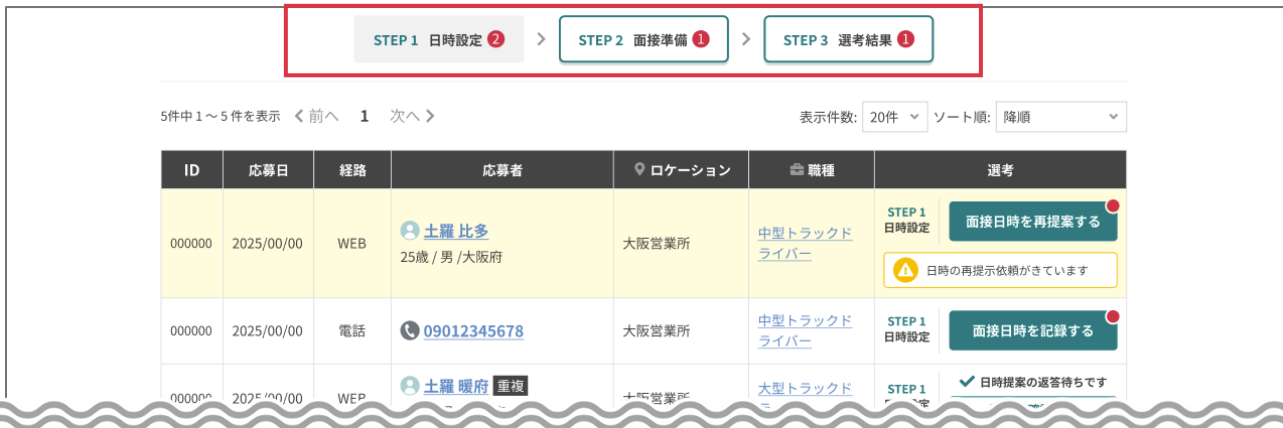 STEP 1 日時設定 2 STEP 2 面接準備 1 STEP 3 選考結果 1
5件中 1 ～ 5 件を表示 前へ 1 次へ 表示件数: 20件 ソート順: 降順
ID 応募日 経路 応募者 ロケーション 職種 選考
000000 2025/00/00 WEB 土羅 比多 大阪営業所 中型トラックド STEP 1 面接日時を再提案する
25歳 / 男 /大阪府 ライバー 日時設定
日時の再提示依頼がきています
000000 2025/00/00 電話 09012345678 大阪営業所 中型トラックド STEP 1 面接日時を記録する
ライバー 日時設定
土羅 暖府 重複 大型トラックド STEP 1 日時提案の返答待ちです
000000 2025/00/00 WEB 大阪営業所